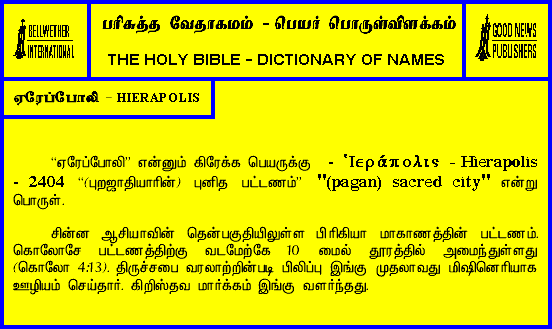 BELLWETHER
INTERNATIONAL
பரிசுத்த வேதாகமம் - பெயர் பொருள்விளக்கம்
THE HOLY BIBLE - DICTIONARY OF NAMES
GOOD NEWS
PUBLISHERS
ஏரேப்போலி - HIERAPOLIS
“ஏரேப்போலி” என்னும் கிரேக்க பெயருக்கு - Ἱεράπολις - Hierapolis
- 2404 “(புறஜாதியாரின்) புனித பட்டணம்” "(pagan) sacred city" என்று
பொருள்.
சின்ன ஆசியாவின் தென்பகுதியிலுள்ள பிரிகியா மாகாணத்தின் பட்டணம்.
கொலோசே பட்டணத்திற்கு வடமேற்கே 10 மைல் தூரத்தில் அமைந்துள்ளது
(கொலோ 4:13). திருச்சபை வரலாற்றின்படி பிலிப்பு இங்கு முதலாவது மிஷினெரியாக
ஊழியம் செய்தார். கிறிஸ்தவ மார்க்கம் இங்கு வளர்ந்தது.